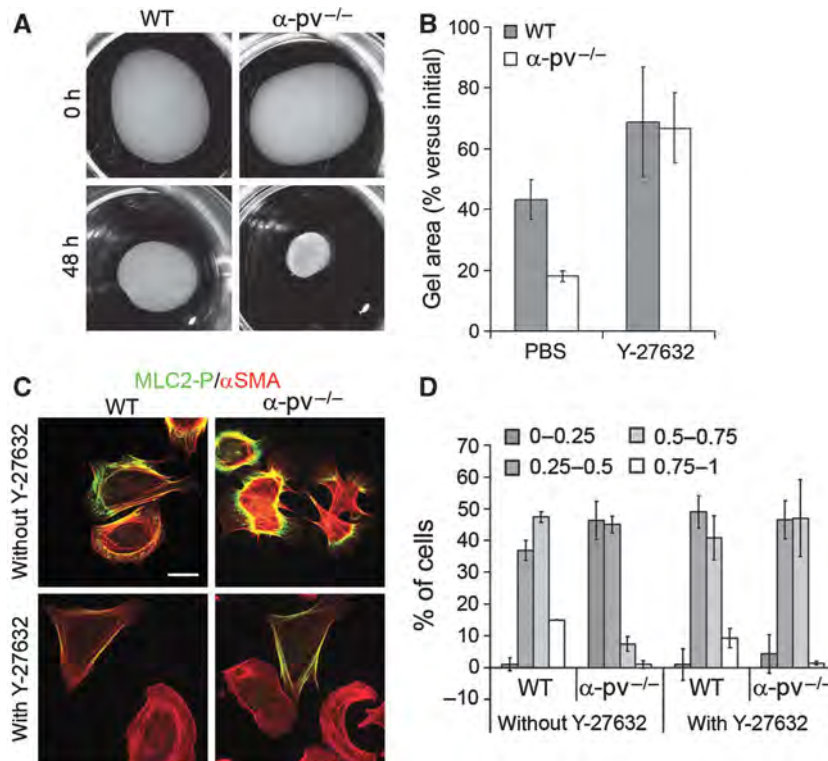 A
WT
α-pv−/−
0 h
48 h
B
WT
α-pv−/−
Gel area (% versus initial)
100
80
60
40
20
0
PBS
Y-27632
C
MLC2-P/αSMA
WT
α-pv−/−
Without Y-27632
With Y-27632
D
0–0.25
0.5–0.75
0.25–0.5
0.75–1
% of cells
70
60
50
40
30
20
10
0
−10
WT
α-pv−/−
WT
α-pv−/−
Without Y-27632
With Y-27632